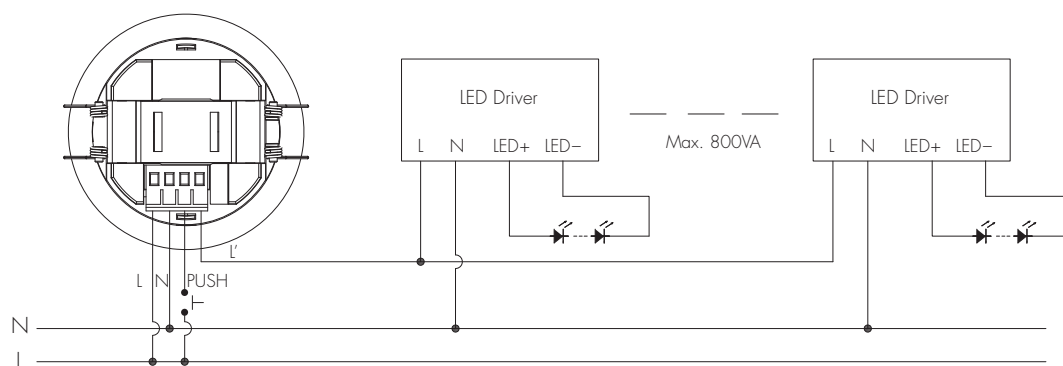 LED Driver
LED Driver
L N LED+ LED–
Max. 800VA
L N LED+ LED–
L'
L N PUSH
N
L